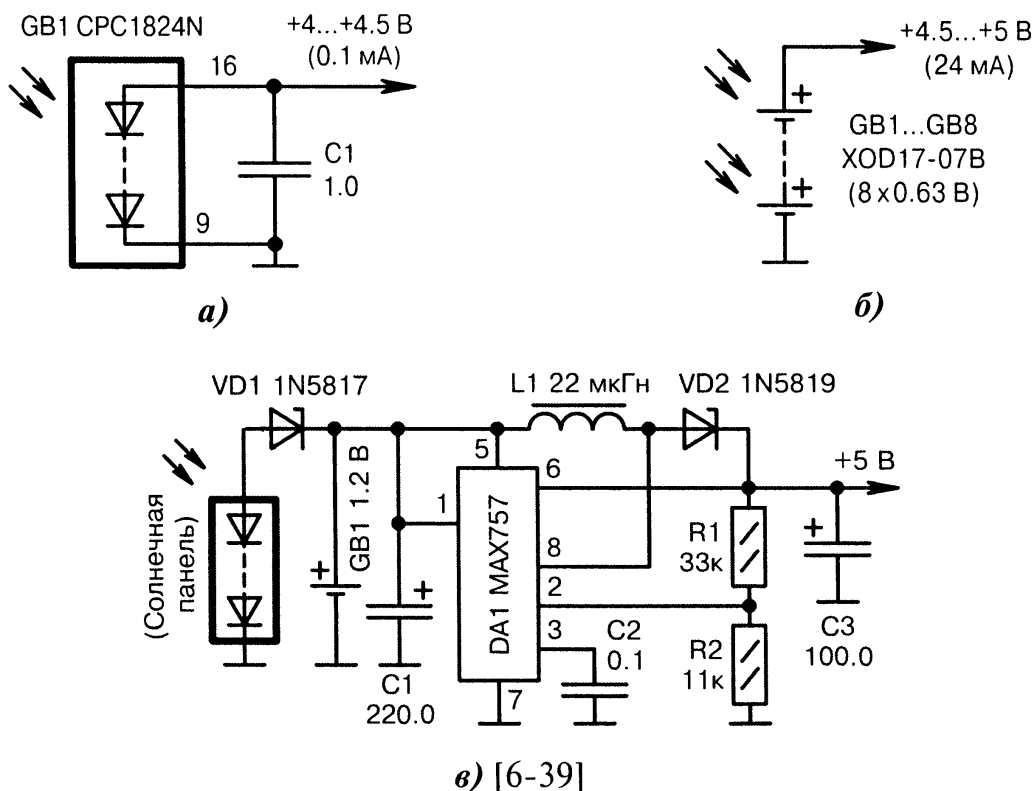 GB1 CPC1824N
+4...+4.5 В
(0.1 мА)
16
C1
1.0
9
а)
+4.5...+5 В
(24 мА)
+
GB1...GB8
XOD17-07B
(8x0.63 В)
+
б)
VD1 1N5817
L1 22 мкГн
VD2 1N5819
(Солнечная
панель)
GB1 1.2 В
+
+
C1
220.0
5
1
DA1 MAX757
6
8
2
3
7
C2
0.1
+5 В
R1
33к
R2
11к
+
C3
100.0
в) [6-39]